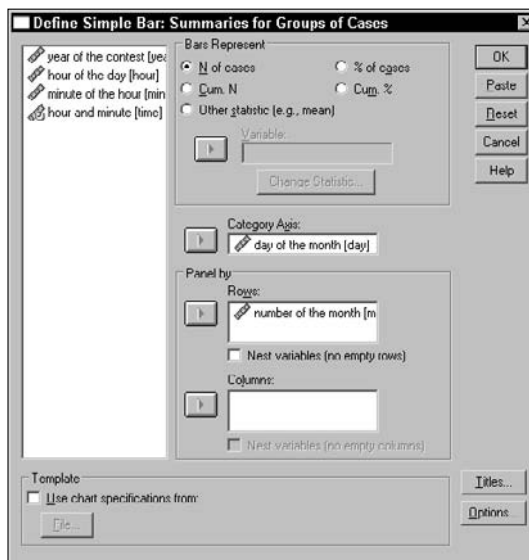 Define Simple Bar: Summaries for Groups of Cases
year of the contest [yea
hour of the day [hour]
minute of the hour [min
hour and minute [time]
Bars Represent
N of cases
% of cases
Cum. N
Cum. %
Other statistic (e.g., mean)
Variable:
Change Statistic...
Category Axis:
day of the month [day]
Panel by
Rows:
number of the month [m
Nest variables (no empty rows)
Columns:
Nest variables (no empty columns)
OK
Paste
Reset
Cancel
Help
Template
Use chart specifications from:
File...
Titles...
Options...